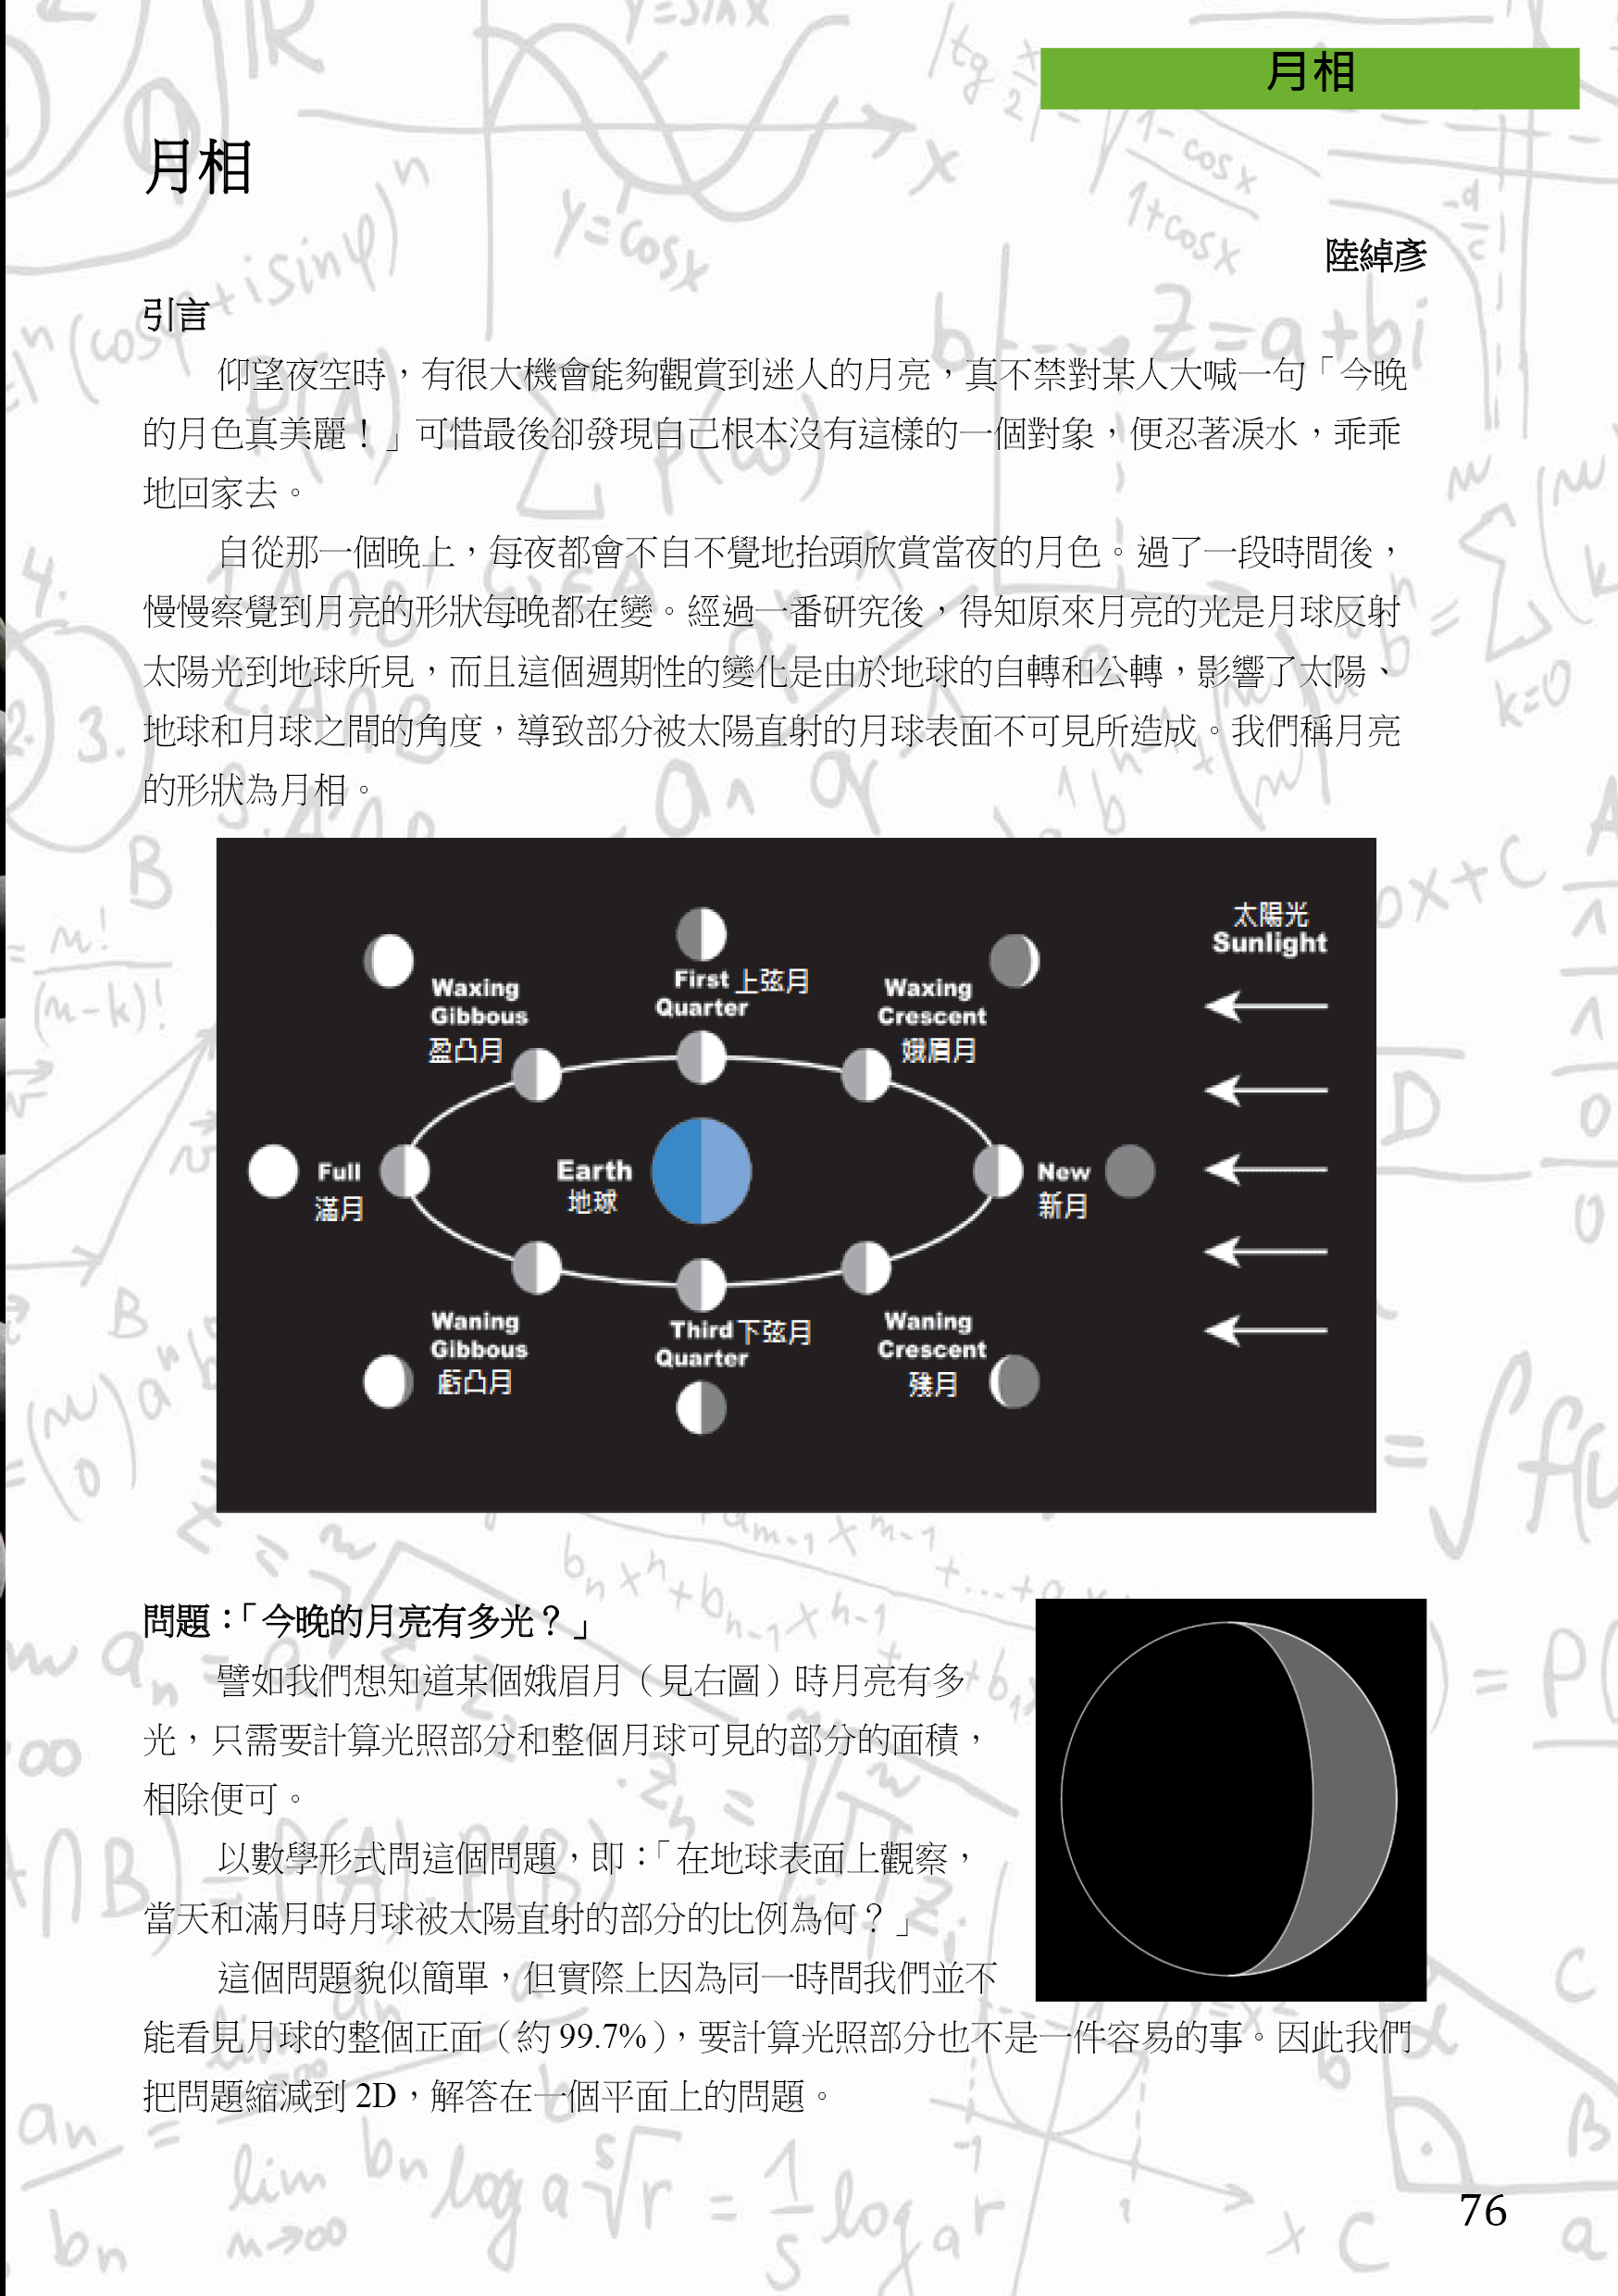 月相
月相
陸綽彥
引言
仰望夜空時，有很大機會能夠觀賞到迷人的月亮，真不禁對某人大喊一句「今晚
的月色真美麗！」可惜最後卻發現自己根本沒有這樣的一個對象，便忍著淚水，乖乖
地回家去。
自從那一個晚上，每夜都會不自不覺地抬頭欣賞當夜的月色。過了一段時間後，
慢慢察覺到月亮的形狀每晚都在變。經過一番研究後，得知原來月亮的光是月球反射
太陽光到地球所見，而且這個週期性的變化是由於地球的自轉和公轉，影響了太陽、
地球和月球之間的角度，導致部分被太陽直射的月球表面不可見所造成。我們稱月亮
的形狀為月相。
太陽光
Sunlight
Waxing
Gibbous
盈凸月
First 上弦月
Quarter
Waxing
Crescent
娥眉月
Full
滿月
Earth
地球
New
新月
Waning
Gibbous
虧凸月
Third 下弦月
Quarter
Waning
Crescent
殘月
問題：「今晚的月亮有多光？」
譬如我們想知道某個娥眉月（見右圖）時月亮有多
光，只需要計算光照部分和整個月球可見的部分的面積，
相除便可。
以數學形式問這個問題，即：「在地球表面上觀察，
當天和滿月時月球被太陽直射的部分的比例為何？」
這個問題貌似簡單，但實際上因為同一時間我們並不
能看見月球的整個正面（約 99.7%），要計算光照部分也不是一件容易的事。因此我們
把問題縮減到 2D，解答在一個平面上的問題。
76